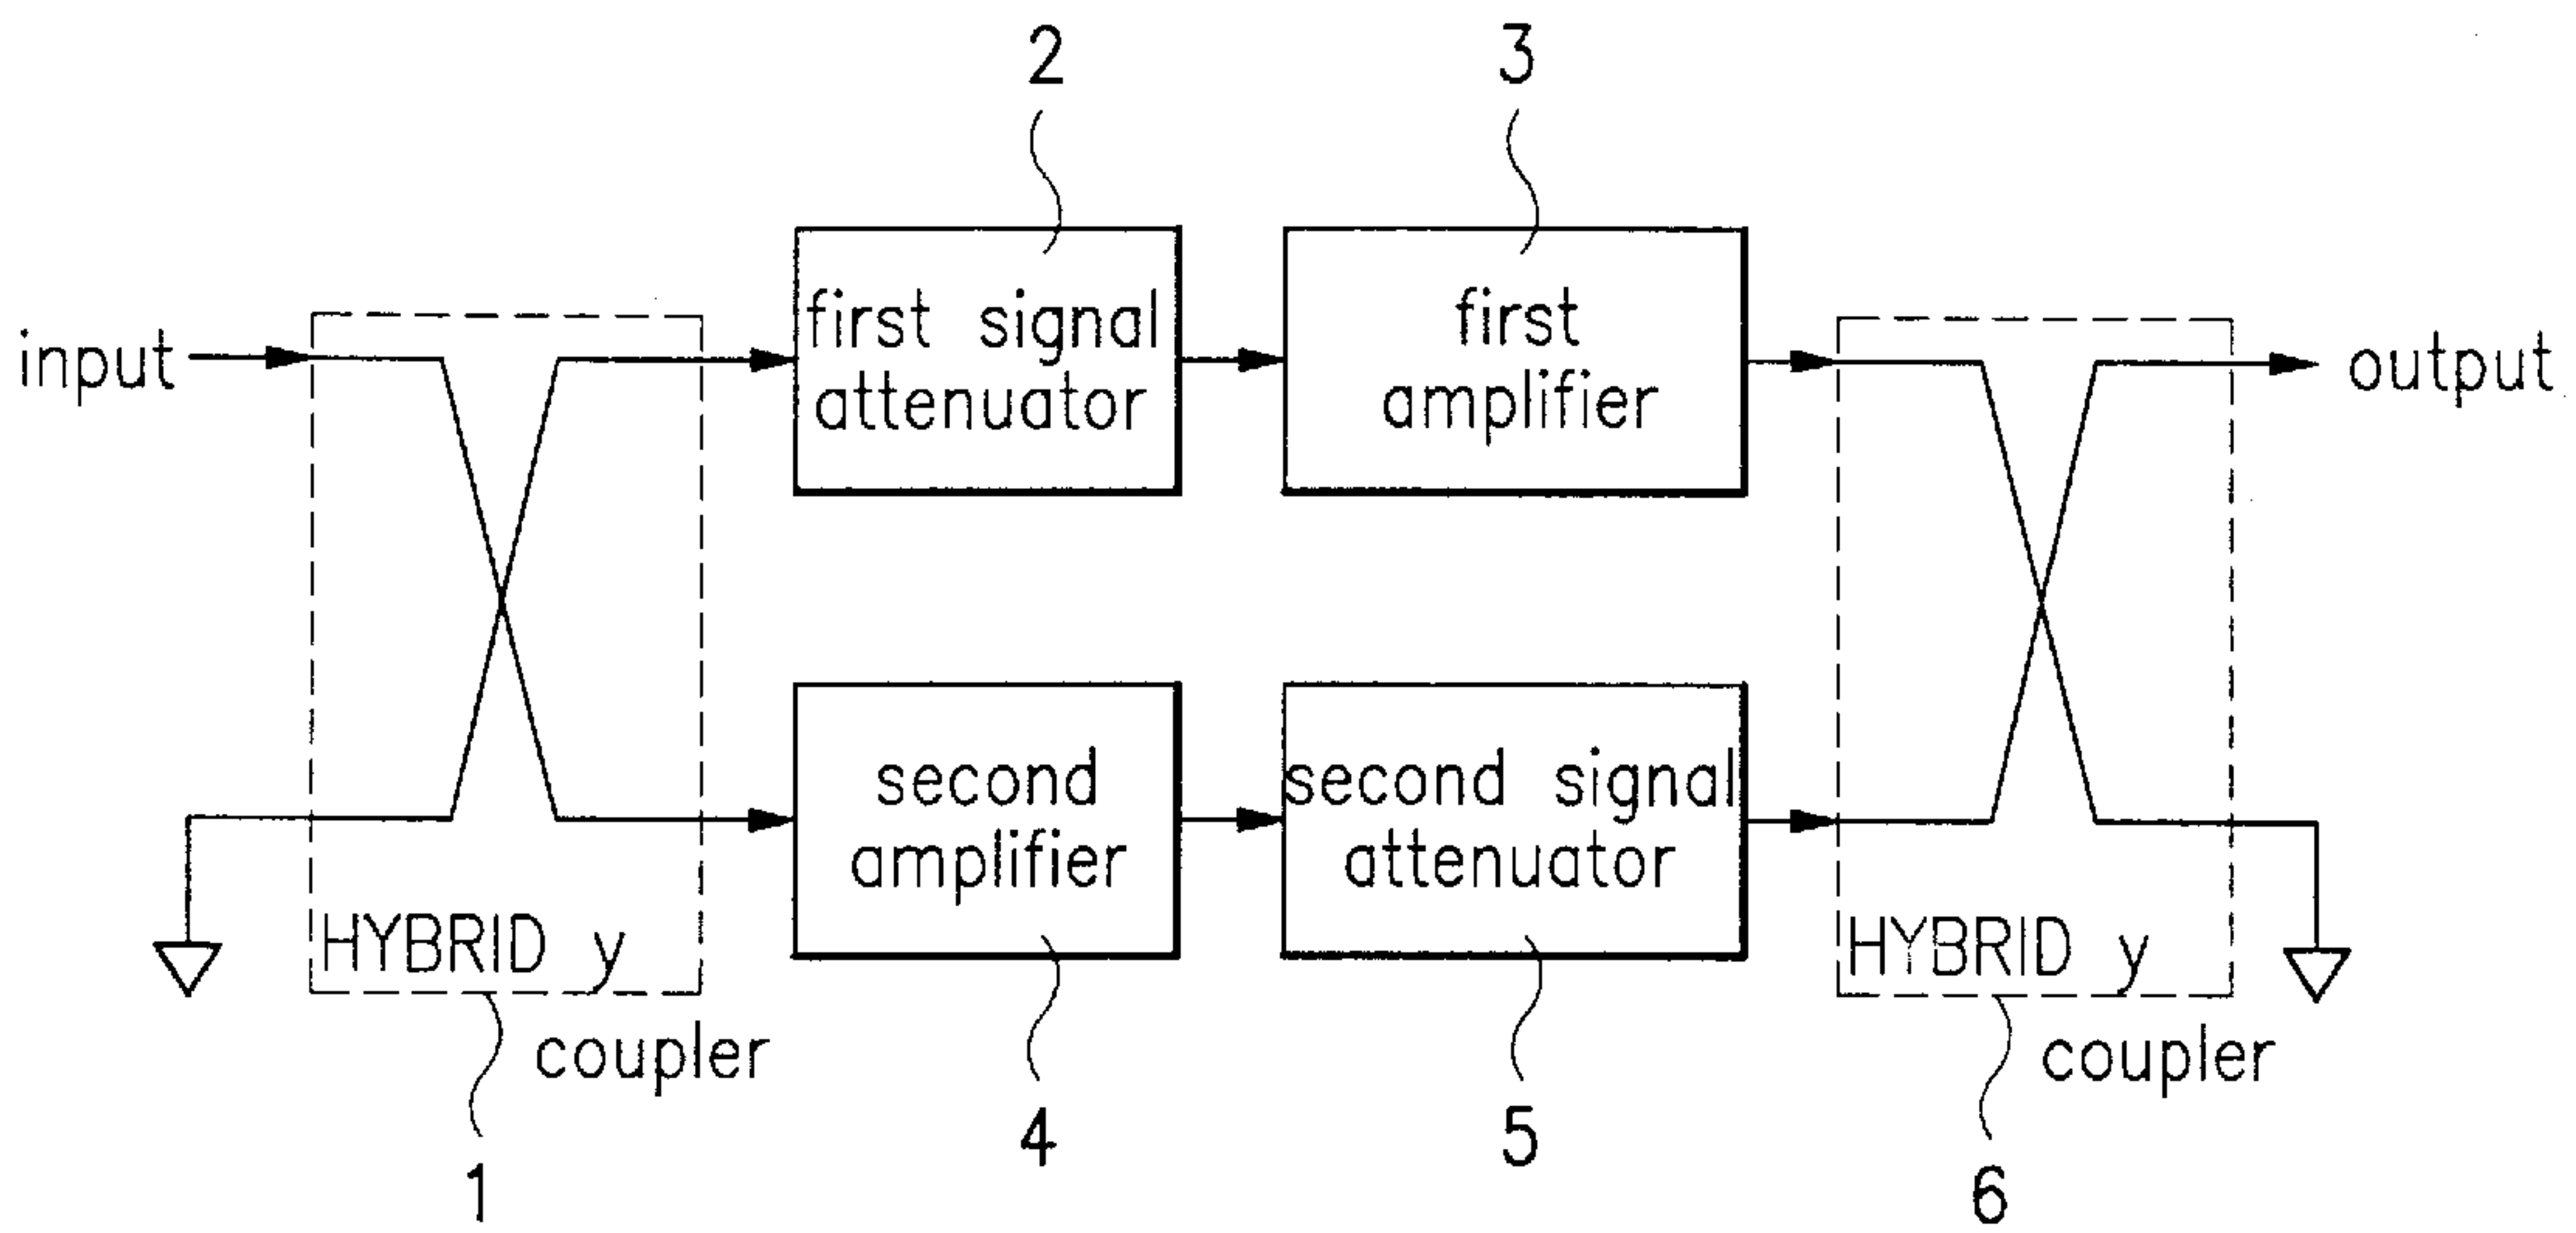 2
3
input
first signal
attenuator
first
amplifier
output
second
amplifier
second signal
attenuator
HYBRID y
coupler
HYBRID y
coupler
1
4
5
6